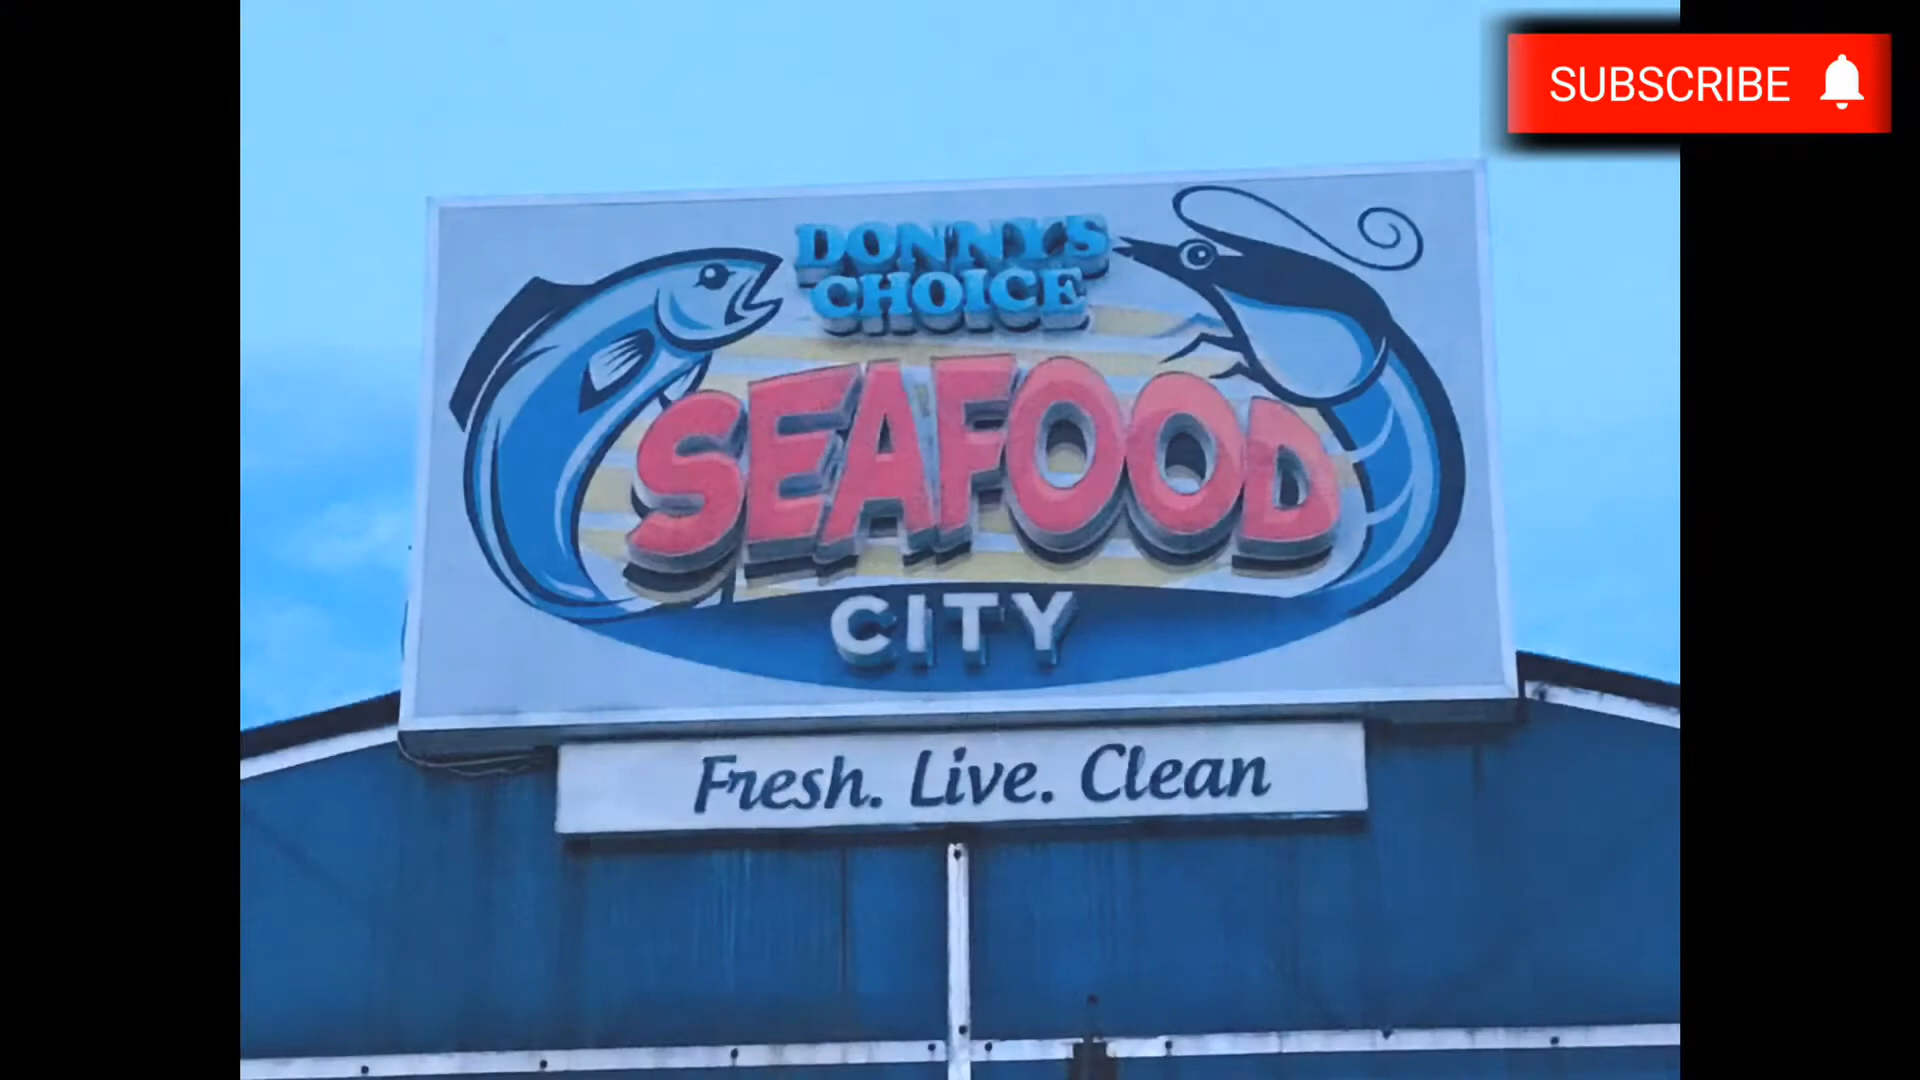 SUBSCRIBE
DONNY'S
CHOICE
SEAFOOD
CITY
Fresh. Live. Clean